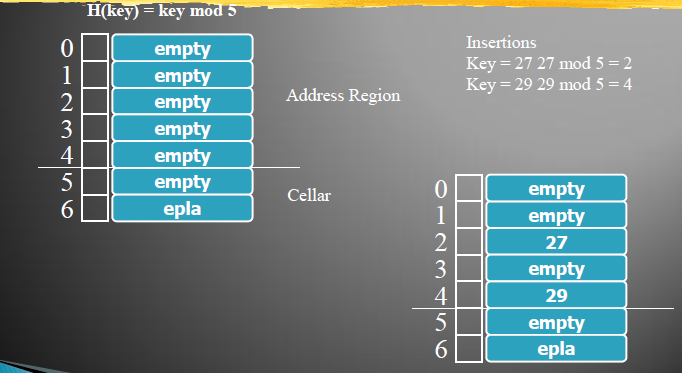 H(key) = key mod 5
0 empty
1 empty
2 empty
3 empty
4 empty
5 empty
6 epla
Address Region
Cellar
Insertions
Key = 27 27 mod 5 = 2
Key = 29 29 mod 5 = 4
0 empty
1 empty
2 27
3 empty
4 29
5 empty
6 epla